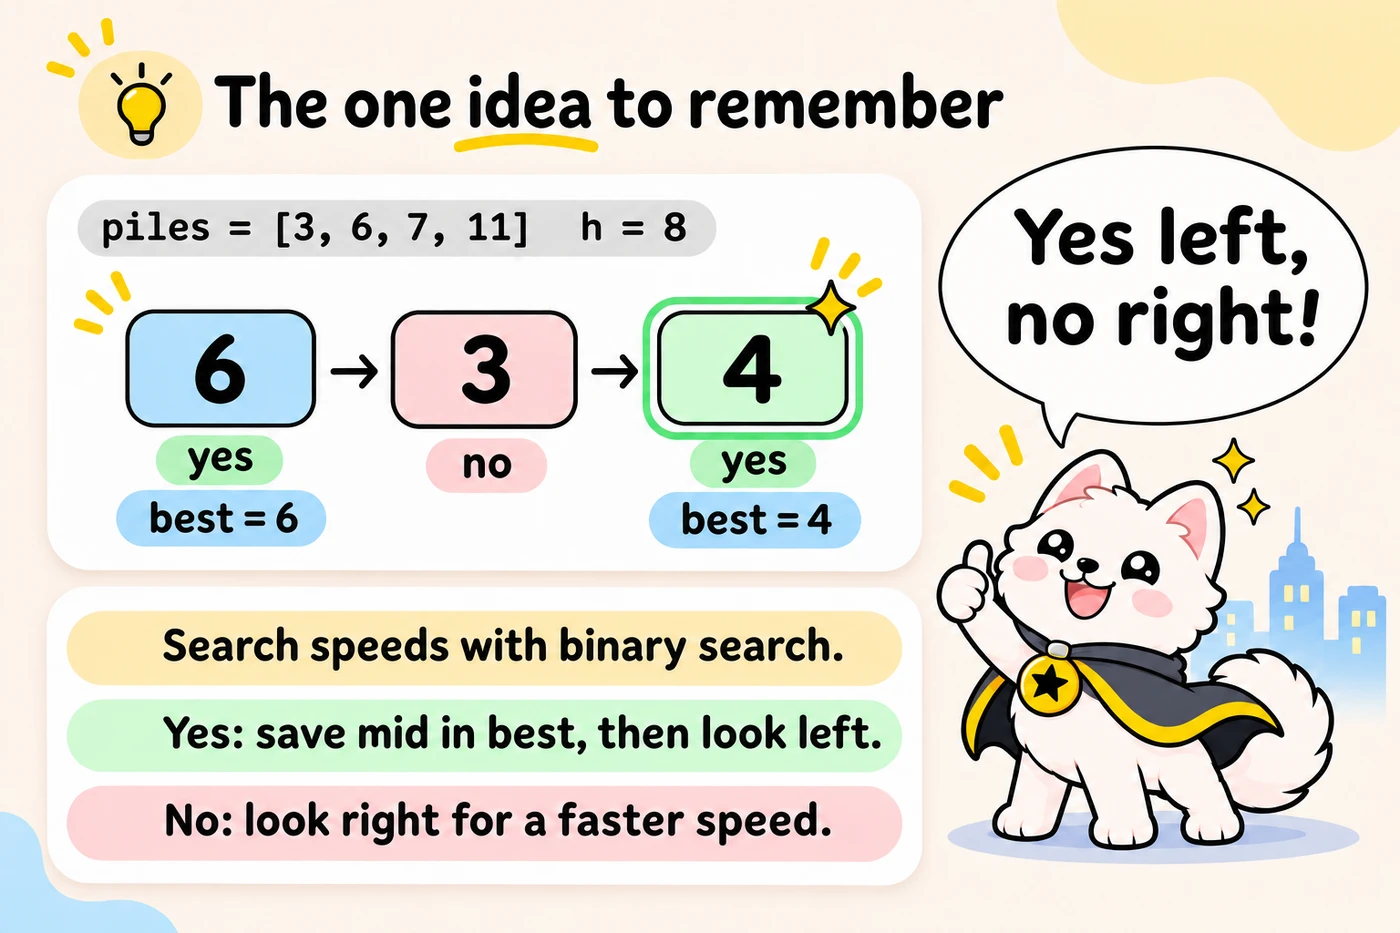 The one idea to remember
piles = [3, 6, 7, 11]  h = 8
6
3
4
yes
no
yes
best = 6
best = 4
Search speeds with binary search.
Yes: save mid in best, then look left.
No: look right for a faster speed.
Yes left,
no right!